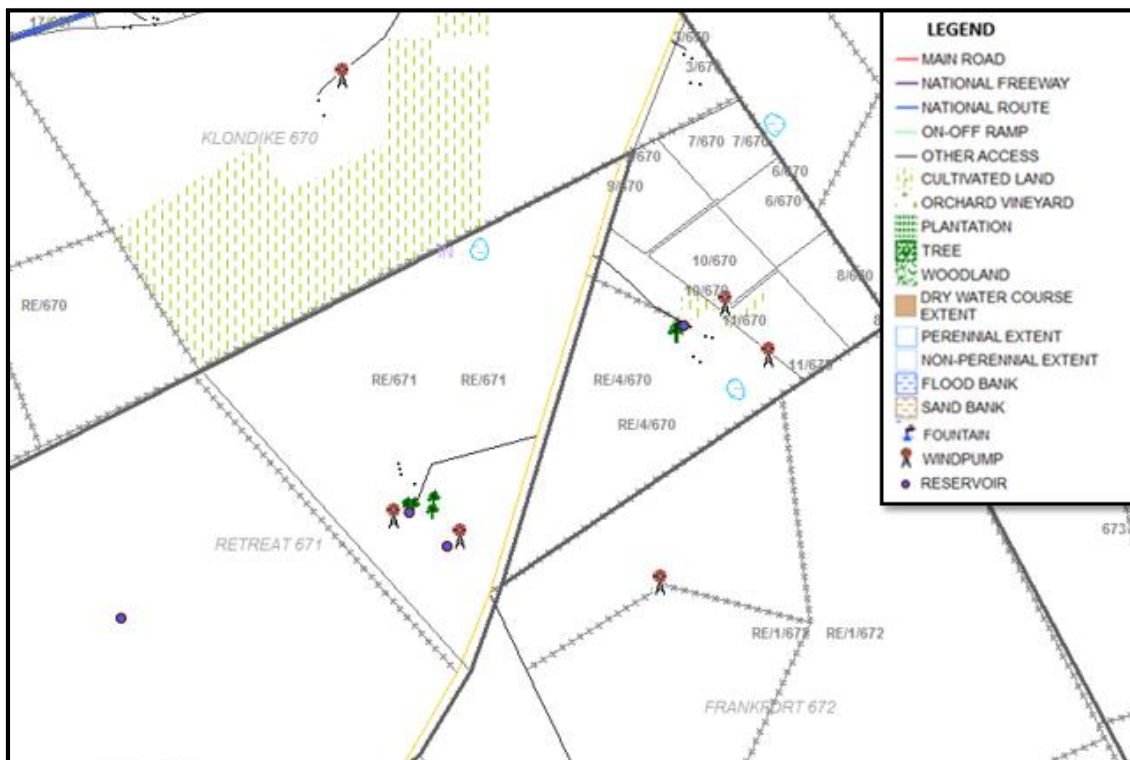 17/691
3/670
3/670
KLONDIKE 670
7/670
7/670
9/670
6/670
6/670
IN
10/670
8/670
RE/670
10/670
11/670
11/670
RE/671
RE/671
RE/4/670
RE/4/670
RETREAT 671
RE/1/672
RE/1/672
FRANKFORT 672
673
LEGEND
MAIN ROAD
NATIONAL FREEWAY
NATIONAL ROUTE
ON-OFF RAMP
OTHER ACCESS
CULTIVATED LAND
ORCHARD VINEYARD
PLANTATION
TREE
WOODLAND
DRY WATER COURSE
EXTENT
PERENNIAL EXTENT
NON-PERENNIAL EXTENT
FLOOD BANK
SAND BANK
FOUNTAIN
WINDPUMP
RESERVOIR